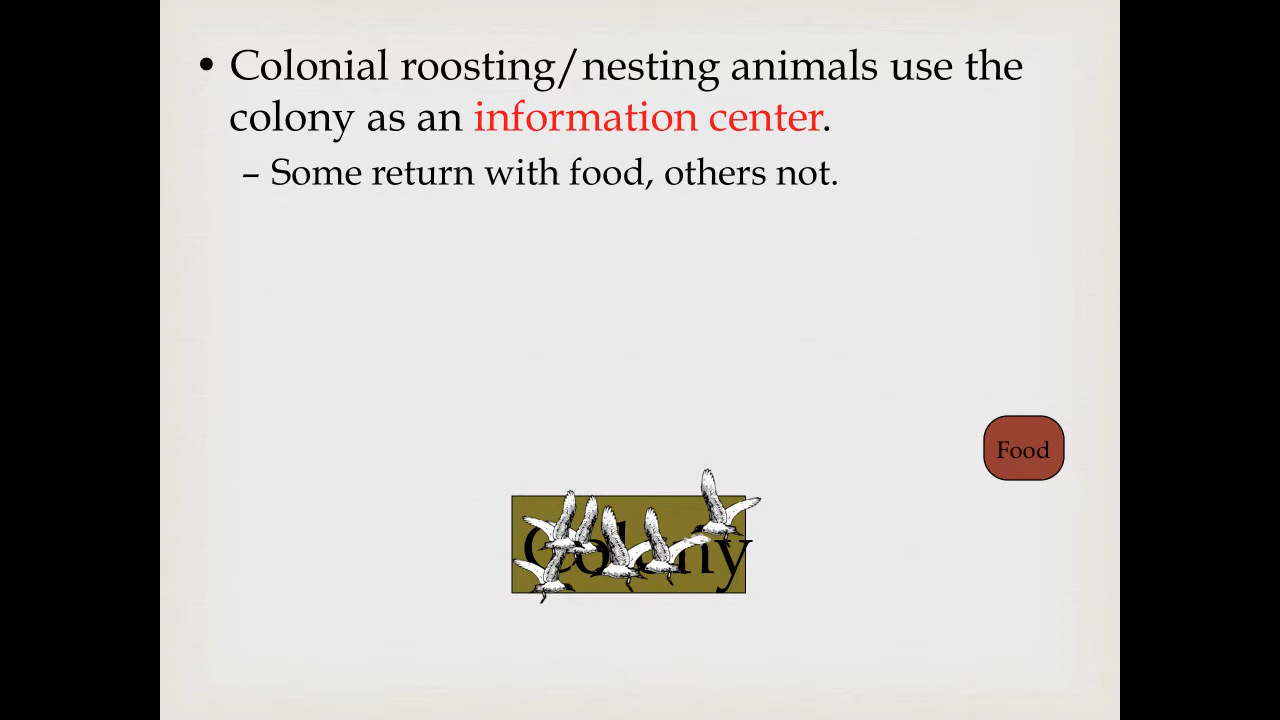 • Colonial roosting/nesting animals use the
colony as an information center.
– Some return with food, others not.
Food
Colony